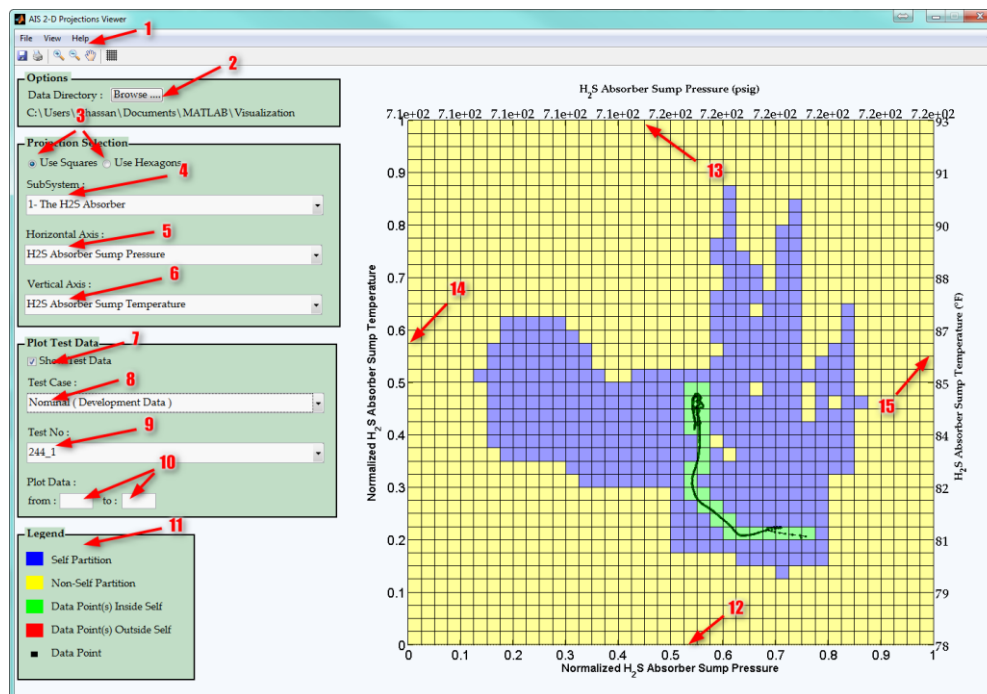 AIS 2-D Projections Viewer
File View Help
1
2
Options
Data Directory : Browse ....
C:\Users\ hassan\Documents\MATLAB\Visualization
3
Projection Selection
Use Squares Use Hexagons
4
SubSystem :
1- The H2S Absorber
5
Horizontal Axis :
H2S Absorber Sump Pressure
6
Vertical Axis :
H2S Absorber Sump Temperature
7
Plot Test Data
Show Test Data
8
Test Case :
Nominal ( Development Data )
9
Test No :
244_1
10
Plot Data :
from : to :
11
Legend
Self Partition
Non-Self Partition
Data Point(s) Inside Self
Data Point(s) Outside Self
Data Point
H2S Absorber Sump Pressure (psig)
7.1e+02 7.1e+02 7.1e+02 7.1e+02 7.1e+02 7.1e+02 7.2e+02 7.2e+02 7.2e+02 7.2e+02 7.2e+02
13
1 0.9 0.8 0.7 0.6 0.5 0.4 0.3 0.2 0.1 0
Normalized H2S Absorber Sump Temperature
14
93 91 90 88 87 85 84 82 81 79 78
H2S Absorber Sump Temperature (°F)
15
12
0 0.1 0.2 0.3 0.4 0.5 0.6 0.7 0.8 0.9 1
Normalized H2S Absorber Sump Pressure